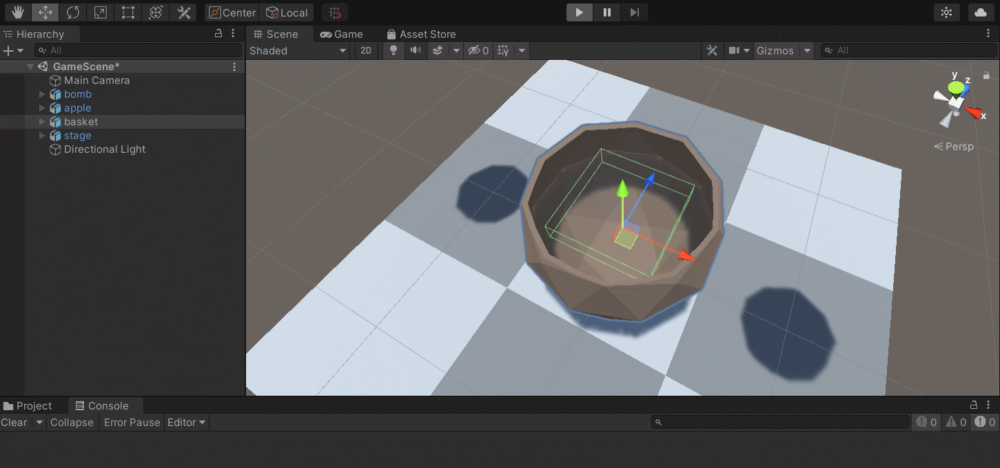 Center Local
Hierarchy
All
GameScene*
Main Camera
bomb
apple
basket
stage
Directional Light
Scene Game Asset Store
Shaded 2D 0 Gizmos All
y
z
x
Persp
Project Console
Clear Collapse Error Pause Editor 0 0 0